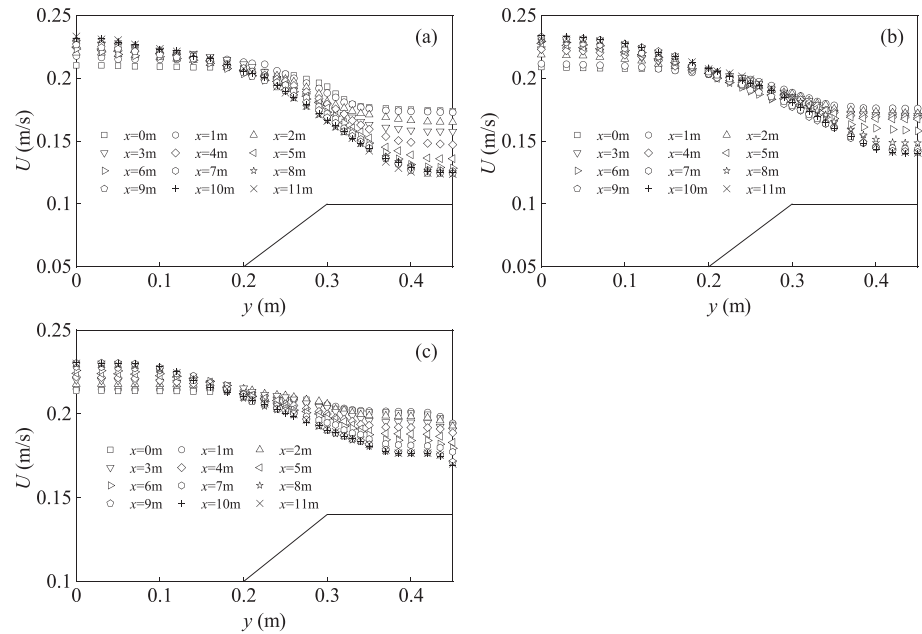 0.25
(a)
0.2
U (m/s)
0.15
x=0m x=1m x=2m
x=3m x=4m x=5m
x=6m x=7m x=8m
x=9m x=10m x=11m
0.1
0.05
0 0.1 0.2 0.3 0.4
y (m)
0.25
(b)
0.2
U (m/s)
0.15
x=0m x=1m x=2m
x=3m x=4m x=5m
x=6m x=7m x=8m
x=9m x=10m x=11m
0.1
0.05
0 0.1 0.2 0.3 0.4
y (m)
0.25
(c)
0.2
U (m/s)
x=0m x=1m x=2m
x=3m x=4m x=5m
x=6m x=7m x=8m
x=9m x=10m x=11m
0.15
0.1
0 0.1 0.2 0.3 0.4
y (m)